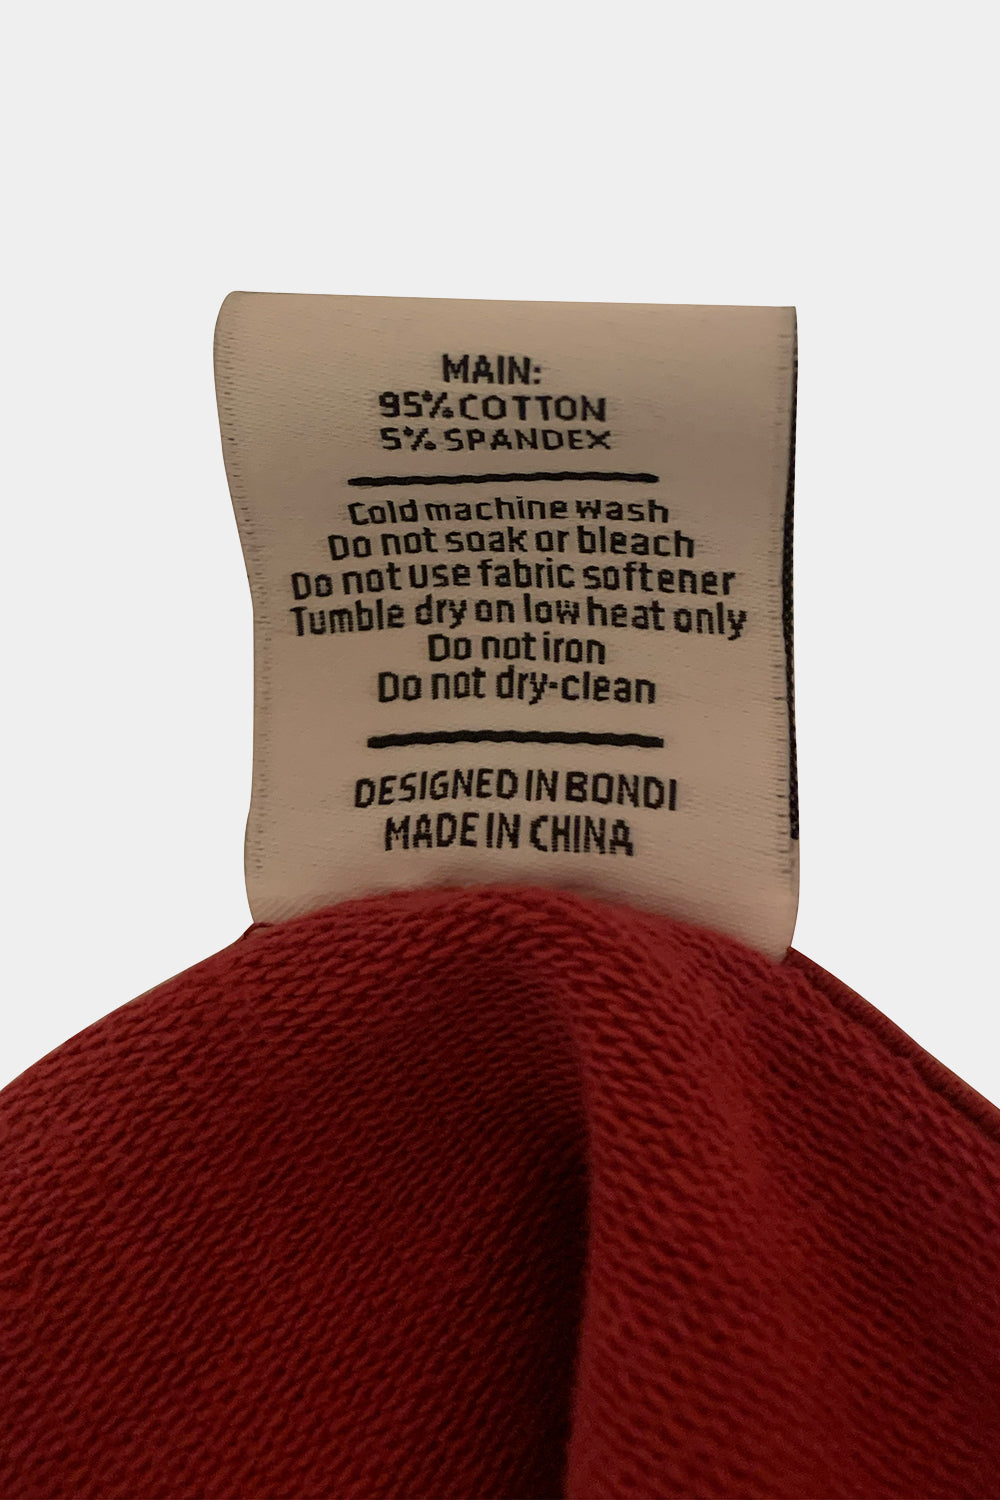 MAIN:
95% COTTON
5% SPANDEX
Cold machine wash
Do not soak or bleach
Do not use fabric softener
Tumble dry on low heat only
Do not iron
Do not dry-clean
DESIGNED IN BONDI
MADE IN CHINA